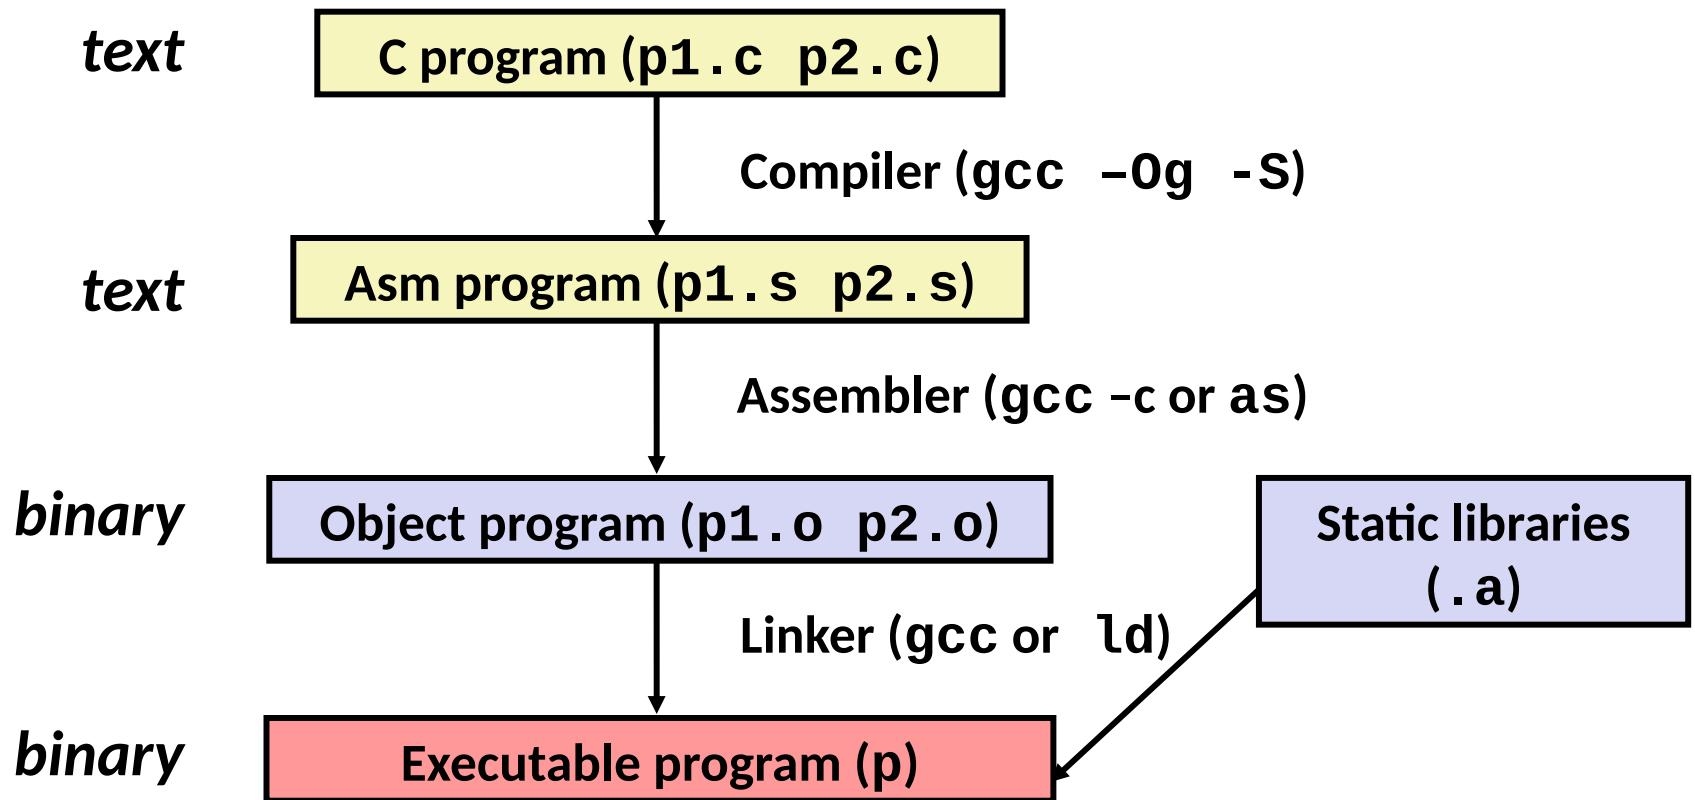 text
C program (p1.c p2.c)
Compiler (gcc –Og -S)
text
Asm program (p1.s p2.s)
Assembler (gcc –c or as)
binary
Object program (p1.o p2.o)
Static libraries
(.a)
Linker (gcc or ld)
binary
Executable program (p)